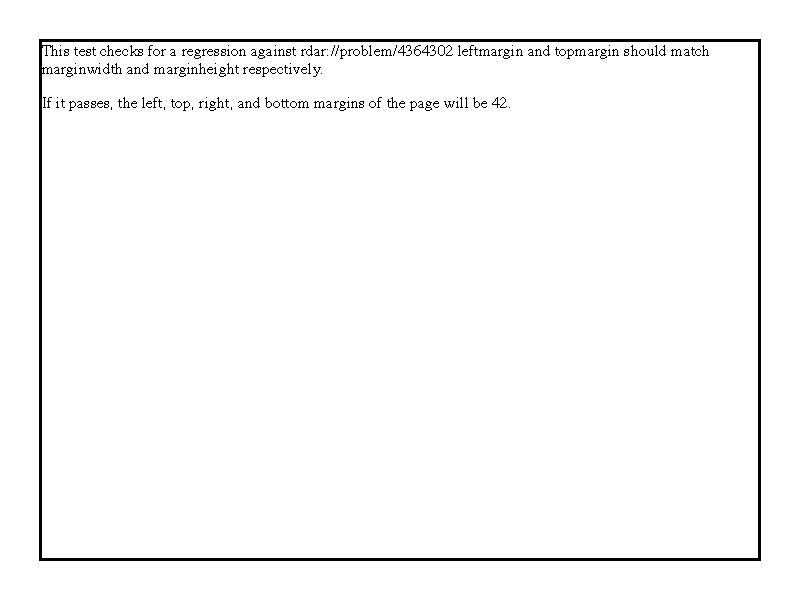 This test checks for a regression against rdar://problem/4364302 leftmargin and topmargin should match
marginwidth and marginheight respectively.
If it passes, the left, top, right, and bottom margins of the page will be 42.